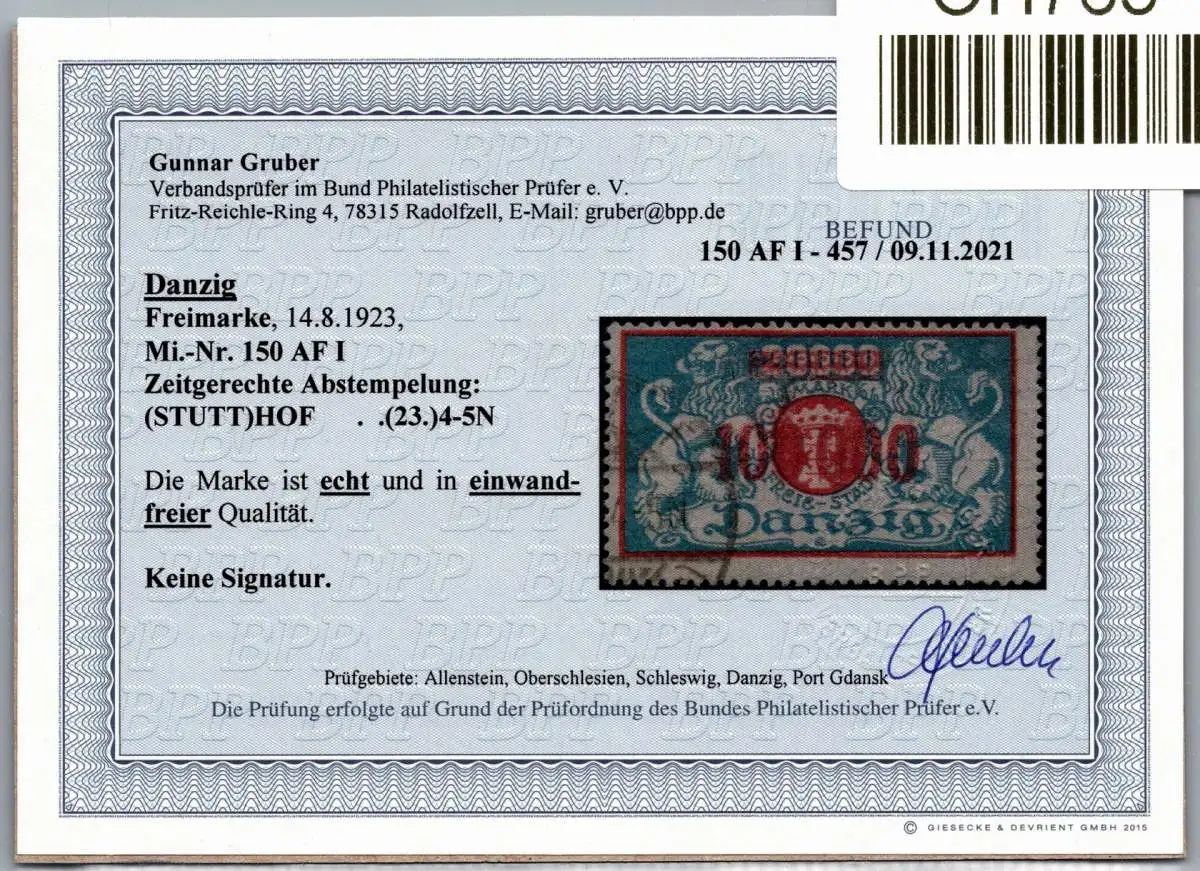 Gunnar Gruber
Verbandsprüfer im Bund Philatelistischer Prüfer e. V.
Fritz-Reichle-Ring 4, 78315 Radolfzell, E-Mail: gruber@bpp.de
BEFUND
150 AF I - 457 / 09.11.2021
Danzig
Freimarke, 14.8.1923,
Mi.-Nr. 150 AF I
Zeitgerechte Abstempelung:
(STUTT)HOF . .(23.)4-5N
Die Marke ist echt und in einwand-
freier Qualität.
Keine Signatur.
MARK
FREIE-STADT
Danzig
Prüfgebiete: Allenstein, Oberschlesien, Schleswig, Danzig, Port Gdansk
Die Prüfung erfolgte auf Grund der Prüfordnung des Bundes Philatelistischer Prüfer e.V.
© GIESECKE & DEVRIENT GMBH 2015